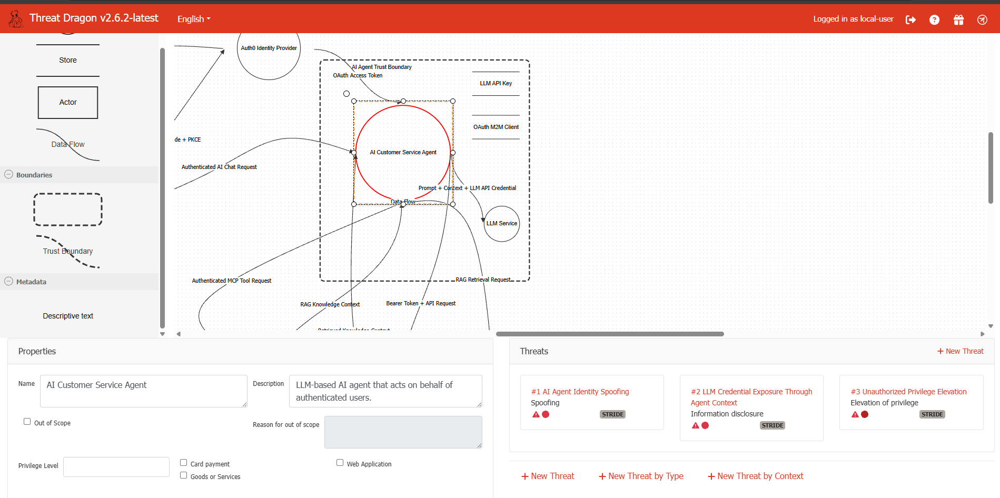 Threat Dragon v2.6.2-latest
English
Logged in as local-user
Store
Actor
Data Flow
Boundaries
Trust Boundary
Metadata
Descriptive text
Auth0 Identity Provider
AI Agent Trust Boundary
OAuth Access Token
LLM API Key
OAuth M2M Client
de + PKCE
AI Customer Service Agent
Authenticated AI Chat Request
Prompt + Context + LLM API Credential
Data Flow
LLM Service
Authenticated MCP Tool Request
RAG Retrieval Request
RAG Knowledge Context
Bearer Token + API Request
Retrieved Knowledge Context
Properties
Name
AI Customer Service Agent
Description
LLM-based AI agent that acts on behalf of
authenticated users.
Out of Scope
Reason for out of scope
Privilege Level
Card payment
Goods or Services
Web Application
Threats
+ New Threat
#1 AI Agent Identity Spoofing
Spoofing
STRIDE
#2 LLM Credential Exposure Through
Agent Context
Information disclosure
STRIDE
#3 Unauthorized Privilege Elevation
Elevation of privilege
STRIDE
+ New Threat
+ New Threat by Type
+ New Threat by Context